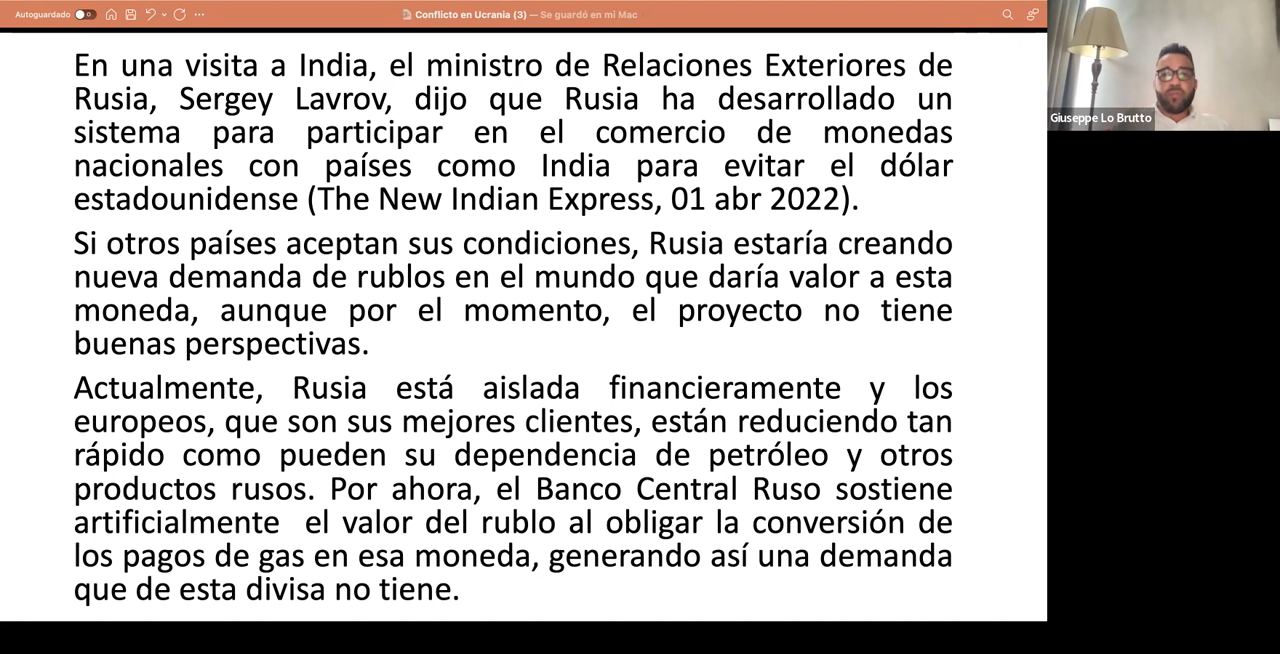 Autoguardado
Conflicto en Ucrania (3) — Se guardó en mi Mac
En una visita a India, el ministro de Relaciones Exteriores de
Rusia, Sergey Lavrov, dijo que Rusia ha desarrollado un
sistema para participar en el comercio de monedas
nacionales con países como India para evitar el dólar
estadounidense (The New Indian Express, 01 abr 2022).
Si otros países aceptan sus condiciones, Rusia estaría creando
nueva demanda de rublos en el mundo que daría valor a esta
moneda, aunque por el momento, el proyecto no tiene
buenas perspectivas.
Actualmente, Rusia está aislada financieramente y los
europeos, que son sus mejores clientes, están reduciendo tan
rápido como pueden su dependencia de petróleo y otros
productos rusos. Por ahora, el Banco Central Ruso sostiene
artificialmente el valor del rublo al obligar la conversión de
los pagos de gas en esa moneda, generando así una demanda
que de esta divisa no tiene.
Giuseppe Lo Brutto